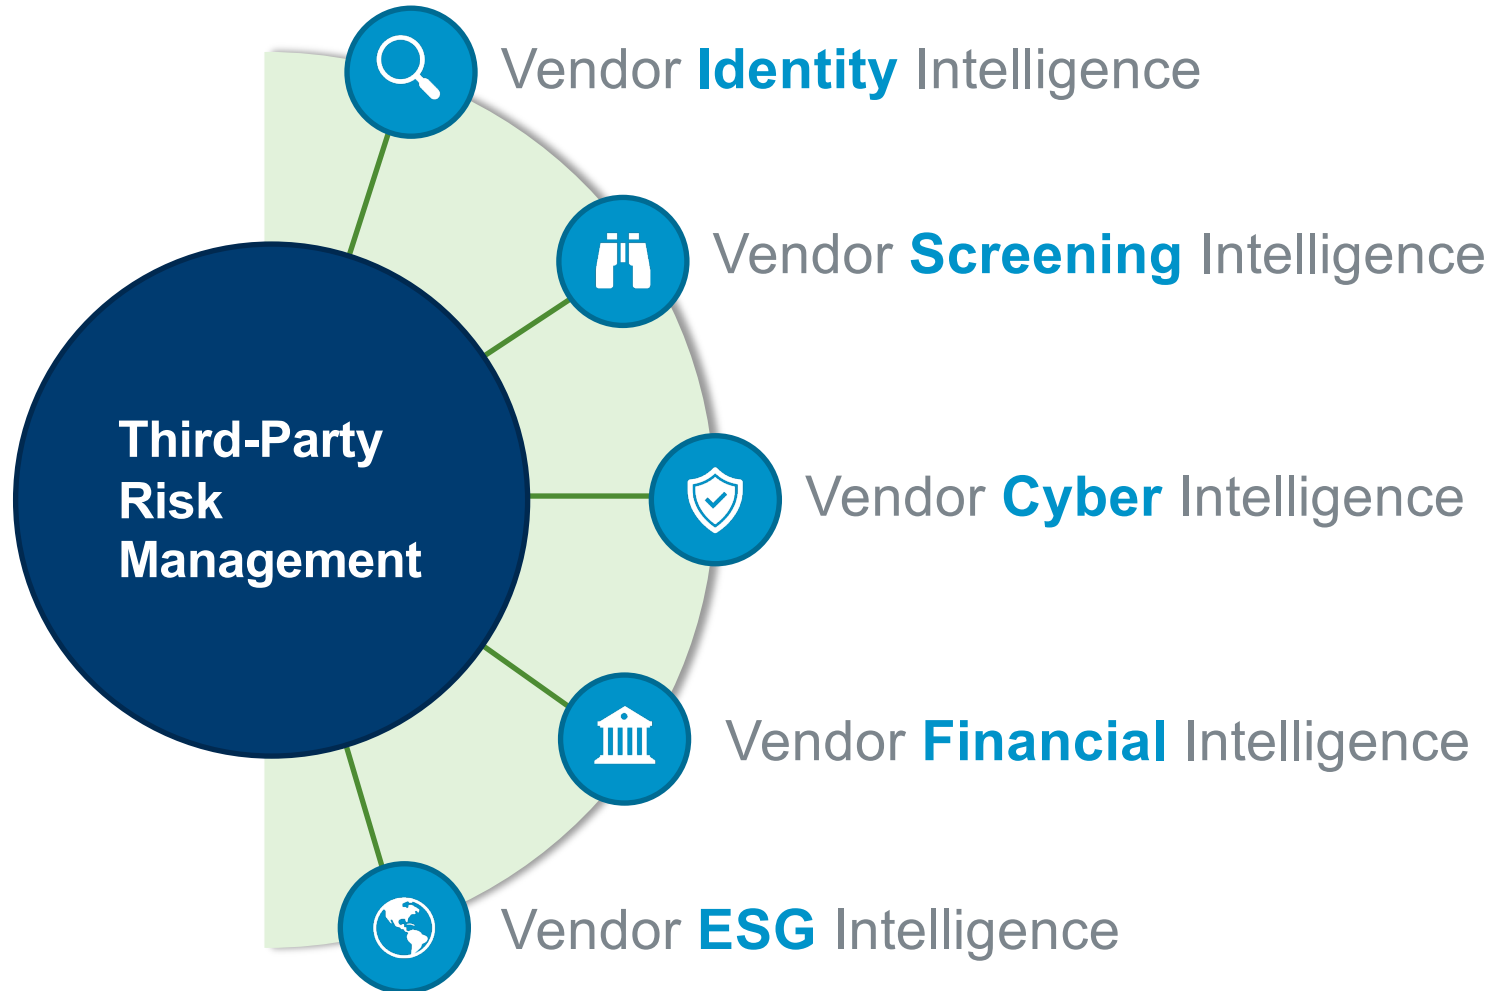 Vendor Identity Intelligence
Vendor Screening Intelligence
Third-Party
Risk
Management
Vendor Cyber Intelligence
Vendor Financial Intelligence
Vendor ESG Intelligence